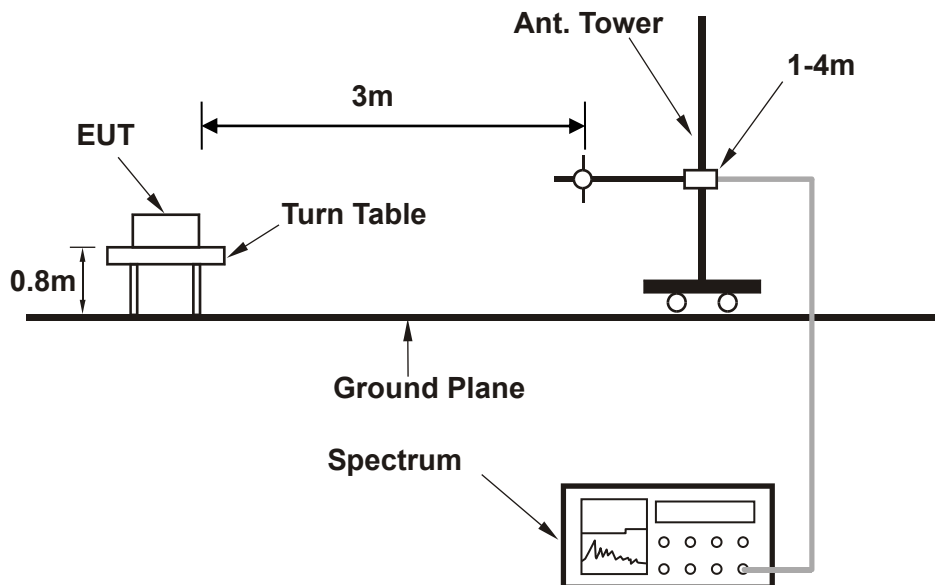 Ant. Tower
1-4m
3m
EUT
Turn Table
0.8m
Ground Plane
Spectrum